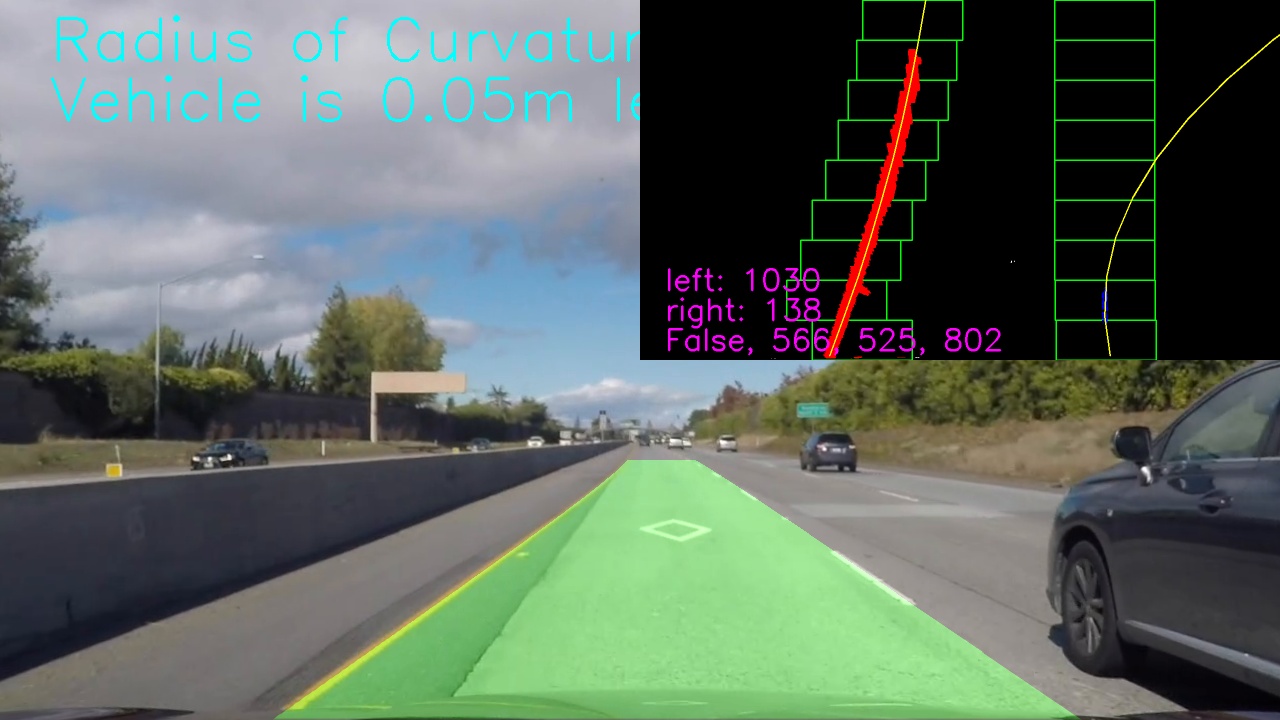 Radius of Curvatur
Vehicle is 0.05m le
left: 1030
right: 138
False, 566, 525, 802